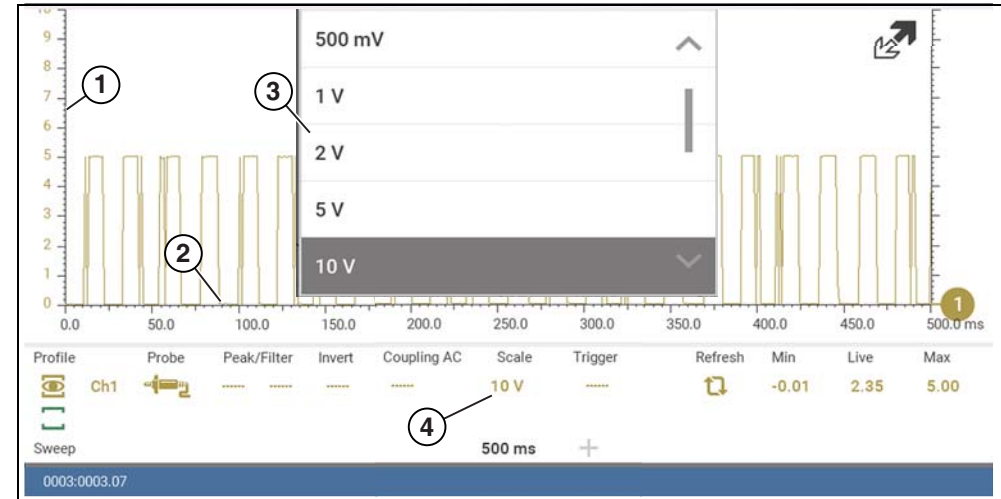 10
9
8
7
6
5
4
3
2
1
0
1
2
3
4
500 mV
1 V
2 V
5 V
10 V
1
0.0 50.0 100.0 150.0 200.0 250.0 300.0 350.0 400.0 450.0 500.0 ms
Profile Probe Peak/Filter Invert Coupling AC Scale Trigger Refresh Min Live Max
Ch1 ------ ------ ------ ------ 10 V ------ -0.01 2.35 5.00
Sweep 500 ms +
0003:0003.07